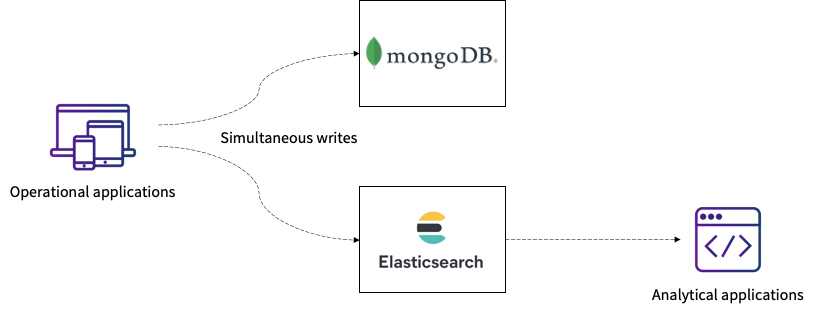 mongoDB®
Simultaneous writes
Operational applications
Elasticsearch
</>
Analytical applications